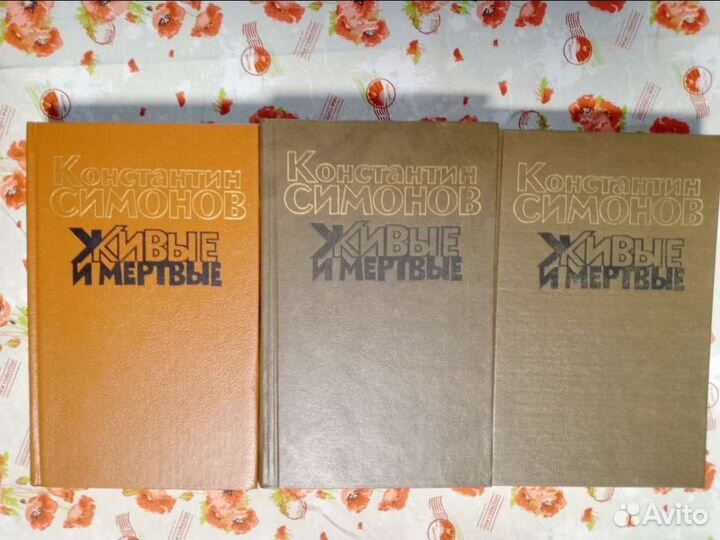 Константин
СИМОНОВ
ЖИВЫЕ
И МЕРТВЫЕ
Константин
СИМОНОВ
ЖИВЫЕ
И МЕРТВЫЕ
Константин
СИМОНОВ
ЖИВЫЕ
И МЕРТВЫЕ
Avito